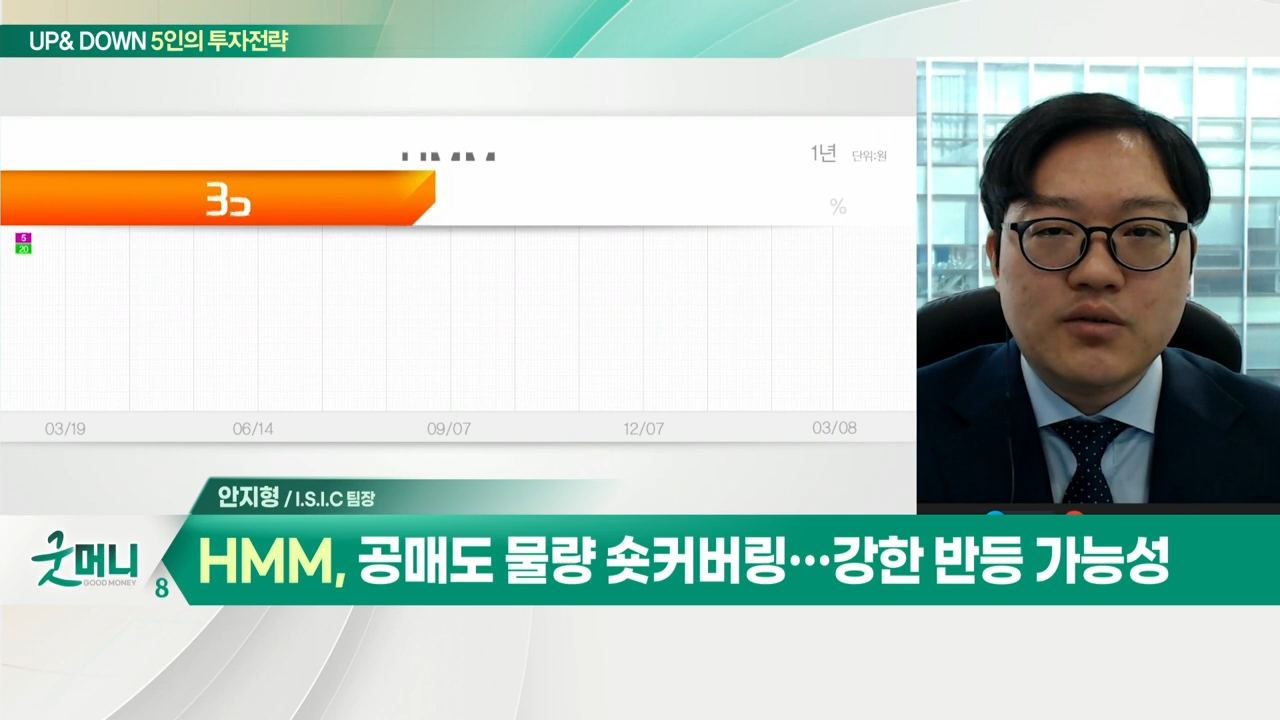 UP& DOWN 5인의 투자전략
1년 단위:원
%
5
20
03/19 06/14 09/07 12/07 03/08
안지형 / I.S.I.C 팀장
굿머니
GOOD MONEY
8
HMM, 공매도 물량 숏커버링…강한 반등 가능성